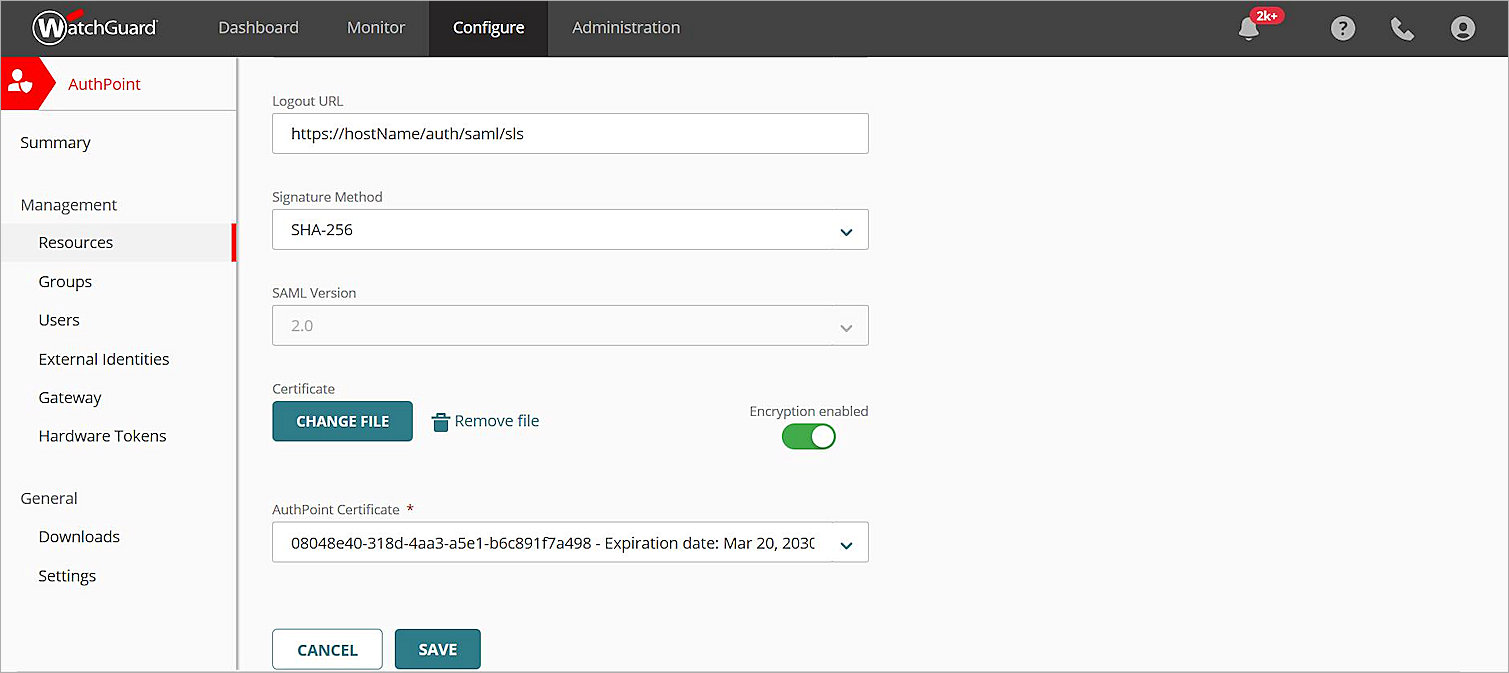 WatchGuard
Dashboard
Monitor
Configure
Administration
2k+
?
AuthPoint
Summary
Management
Resources
Groups
Users
External Identities
Gateway
Hardware Tokens
General
Downloads
Settings
Logout URL
https://hostName/auth/saml/sls
Signature Method
SHA-256
SAML Version
2.0
Certificate
CHANGE FILE
Remove file
Encryption enabled
AuthPoint Certificate *
08048e40-318d-4aa3-a5e1-b6c891f7a498 - Expiration date: Mar 20, 2030
CANCEL
SAVE